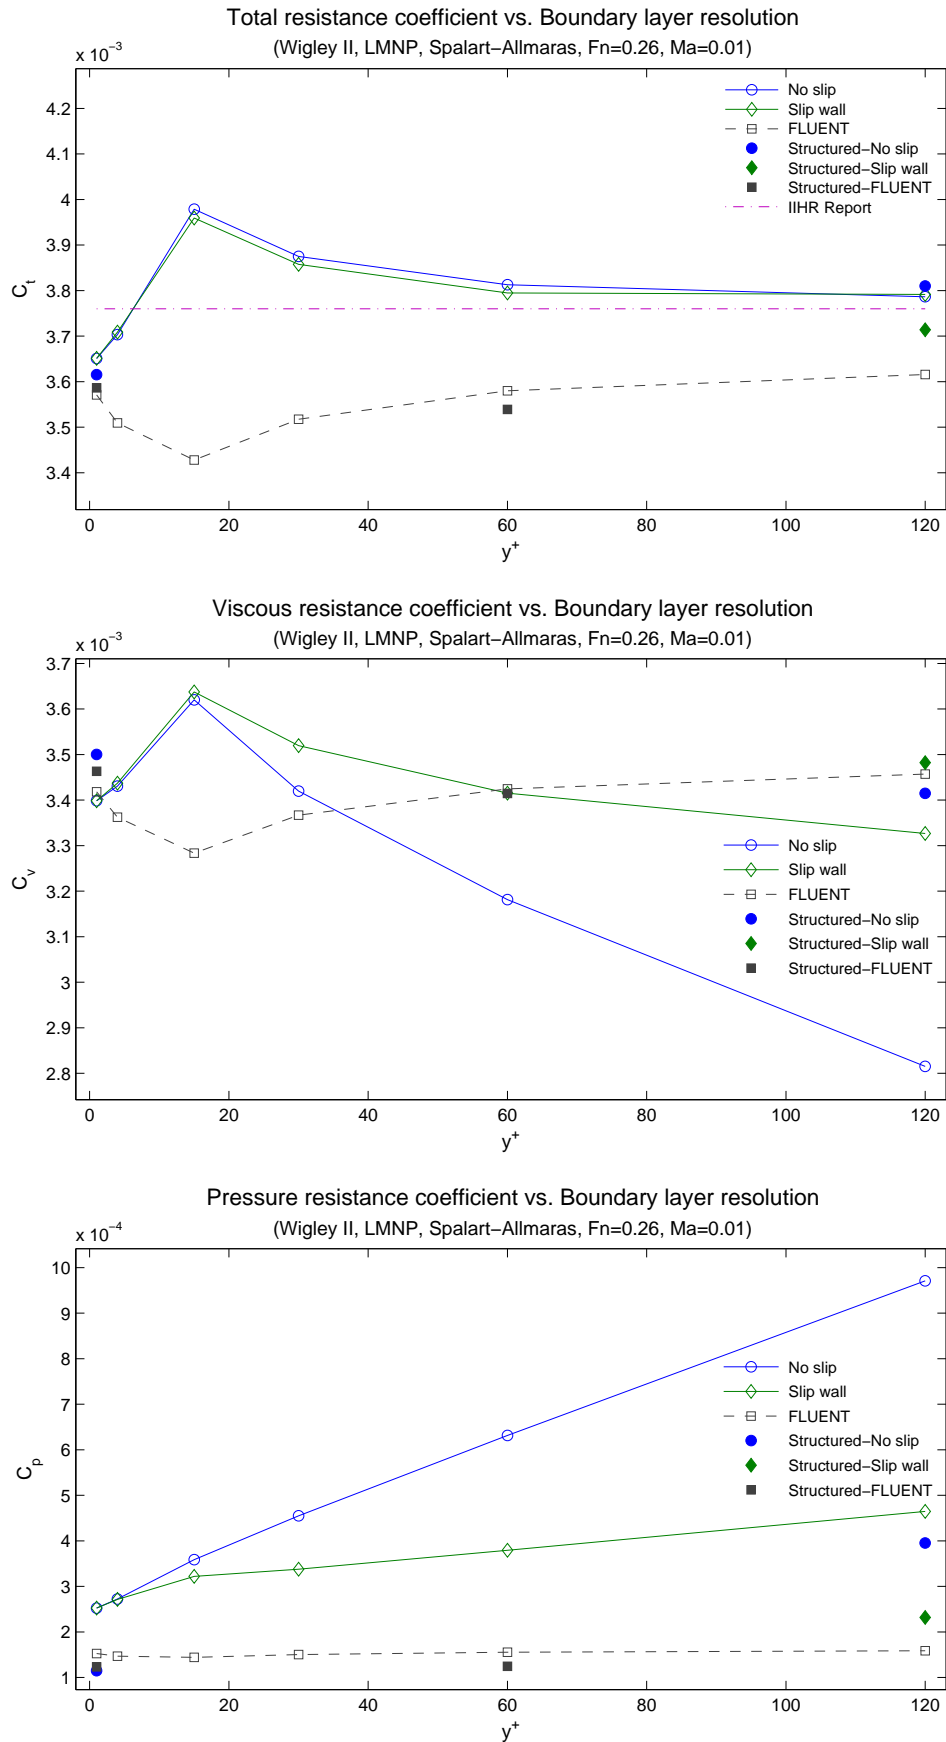 Total resistance coefficient vs. Boundary layer resolution
(Wigley II, LMNP, Spalart−Allmaras, Fn=0.26, Ma=0.01)
x 10−3
4.2
4.1
4
3.9
3.8
3.7
3.6
3.5
3.4
Ct
No slip
Slip wall
FLUENT
Structured−No slip
Structured−Slip wall
Structured−FLUENT
IIHR Report
0 20 40 60 80 100 120
y+
Viscous resistance coefficient vs. Boundary layer resolution
(Wigley II, LMNP, Spalart−Allmaras, Fn=0.26, Ma=0.01)
x 10−3
3.7
3.6
3.5
3.4
3.3
3.2
3.1
3
2.9
2.8
Cv
No slip
Slip wall
FLUENT
Structured−No slip
Structured−Slip wall
Structured−FLUENT
0 20 40 60 80 100 120
y+
Pressure resistance coefficient vs. Boundary layer resolution
(Wigley II, LMNP, Spalart−Allmaras, Fn=0.26, Ma=0.01)
x 10−4
10
9
8
7
6
5
4
3
2
1
Cp
No slip
Slip wall
FLUENT
Structured−No slip
Structured−Slip wall
Structured−FLUENT
0 20 40 60 80 100 120
y+